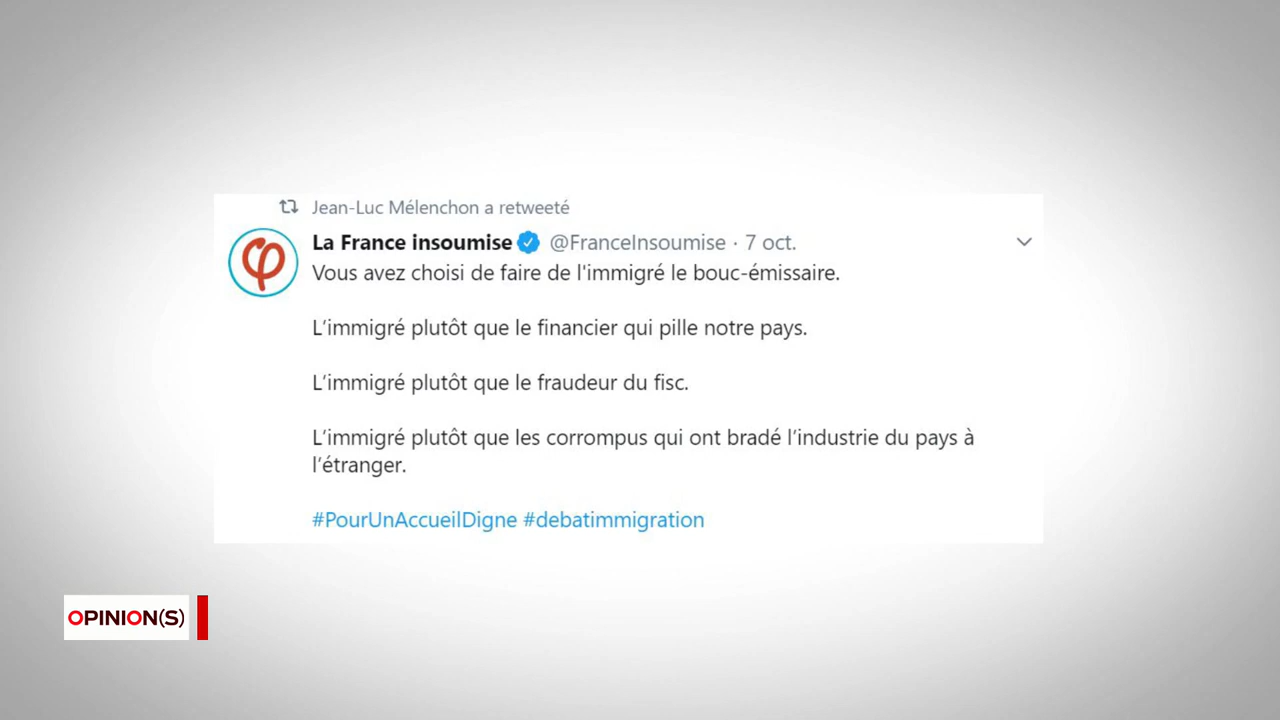 Jean-Luc Mélenchon a retweeté
La France insoumise @FranceInsoumise · 7 oct.
Vous avez choisi de faire de l'immigré le bouc-émissaire.
L’immigré plutôt que le financier qui pille notre pays.
L’immigré plutôt que le fraudeur du fisc.
L’immigré plutôt que les corrompus qui ont bradé l’industrie du pays à
l’étranger.
#PourUnAccueilDigne #debatimmigration
OPINION(S)